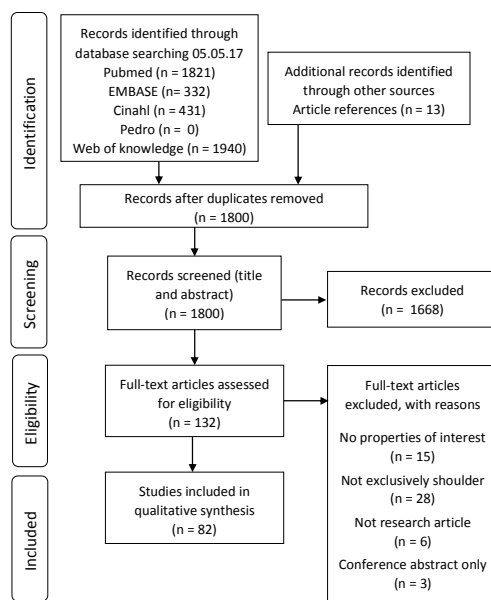 Identification
Records identified through
database searching 05.05.17
Pubmed (n = 1821)
EMBASE (n= 332)
Cinahl (n = 431)
Pedro (n =  0)
Web of knowledge (n = 1940)
Additional records identified
through other sources
Article references (n = 13)
Records after duplicates removed
(n = 1800)
Screening
Records screened (title
and abstract)
(n = 1800)
Records excluded
(n =  1668)
Eligibility
Full-text articles assessed
for eligibility
(n = 132)
Full-text articles
excluded, with reasons
No properties of interest
(n = 15)
Not exclusively shoulder
(n = 28)
Not research article
(n = 6)
Conference abstract only
(n = 3)
Included
Studies included in
qualitative synthesis
(n = 82)